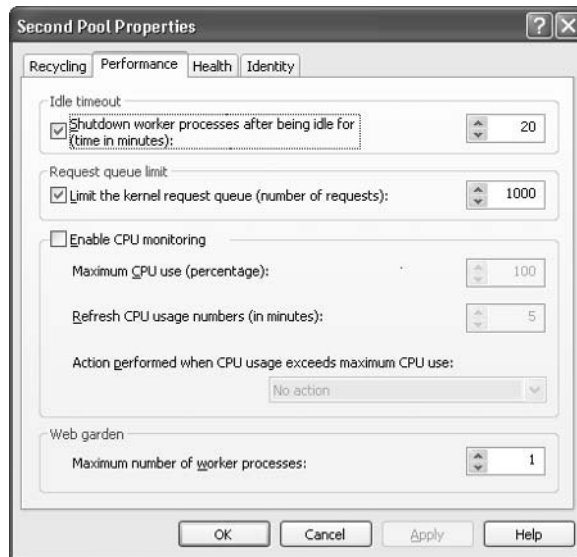 Second Pool Properties
Recycling Performance Health Identity
Idle timeout
Shutdown worker processes after being idle for
(time in minutes):
20
Request queue limit
Limit the kernel request queue (number of requests):
1000
Enable CPU monitoring
Maximum CPU use (percentage):
100
Refresh CPU usage numbers (in minutes):
5
Action performed when CPU usage exceeds maximum CPU use:
No action
Web garden
Maximum number of worker processes:
1
OK Cancel Apply Help